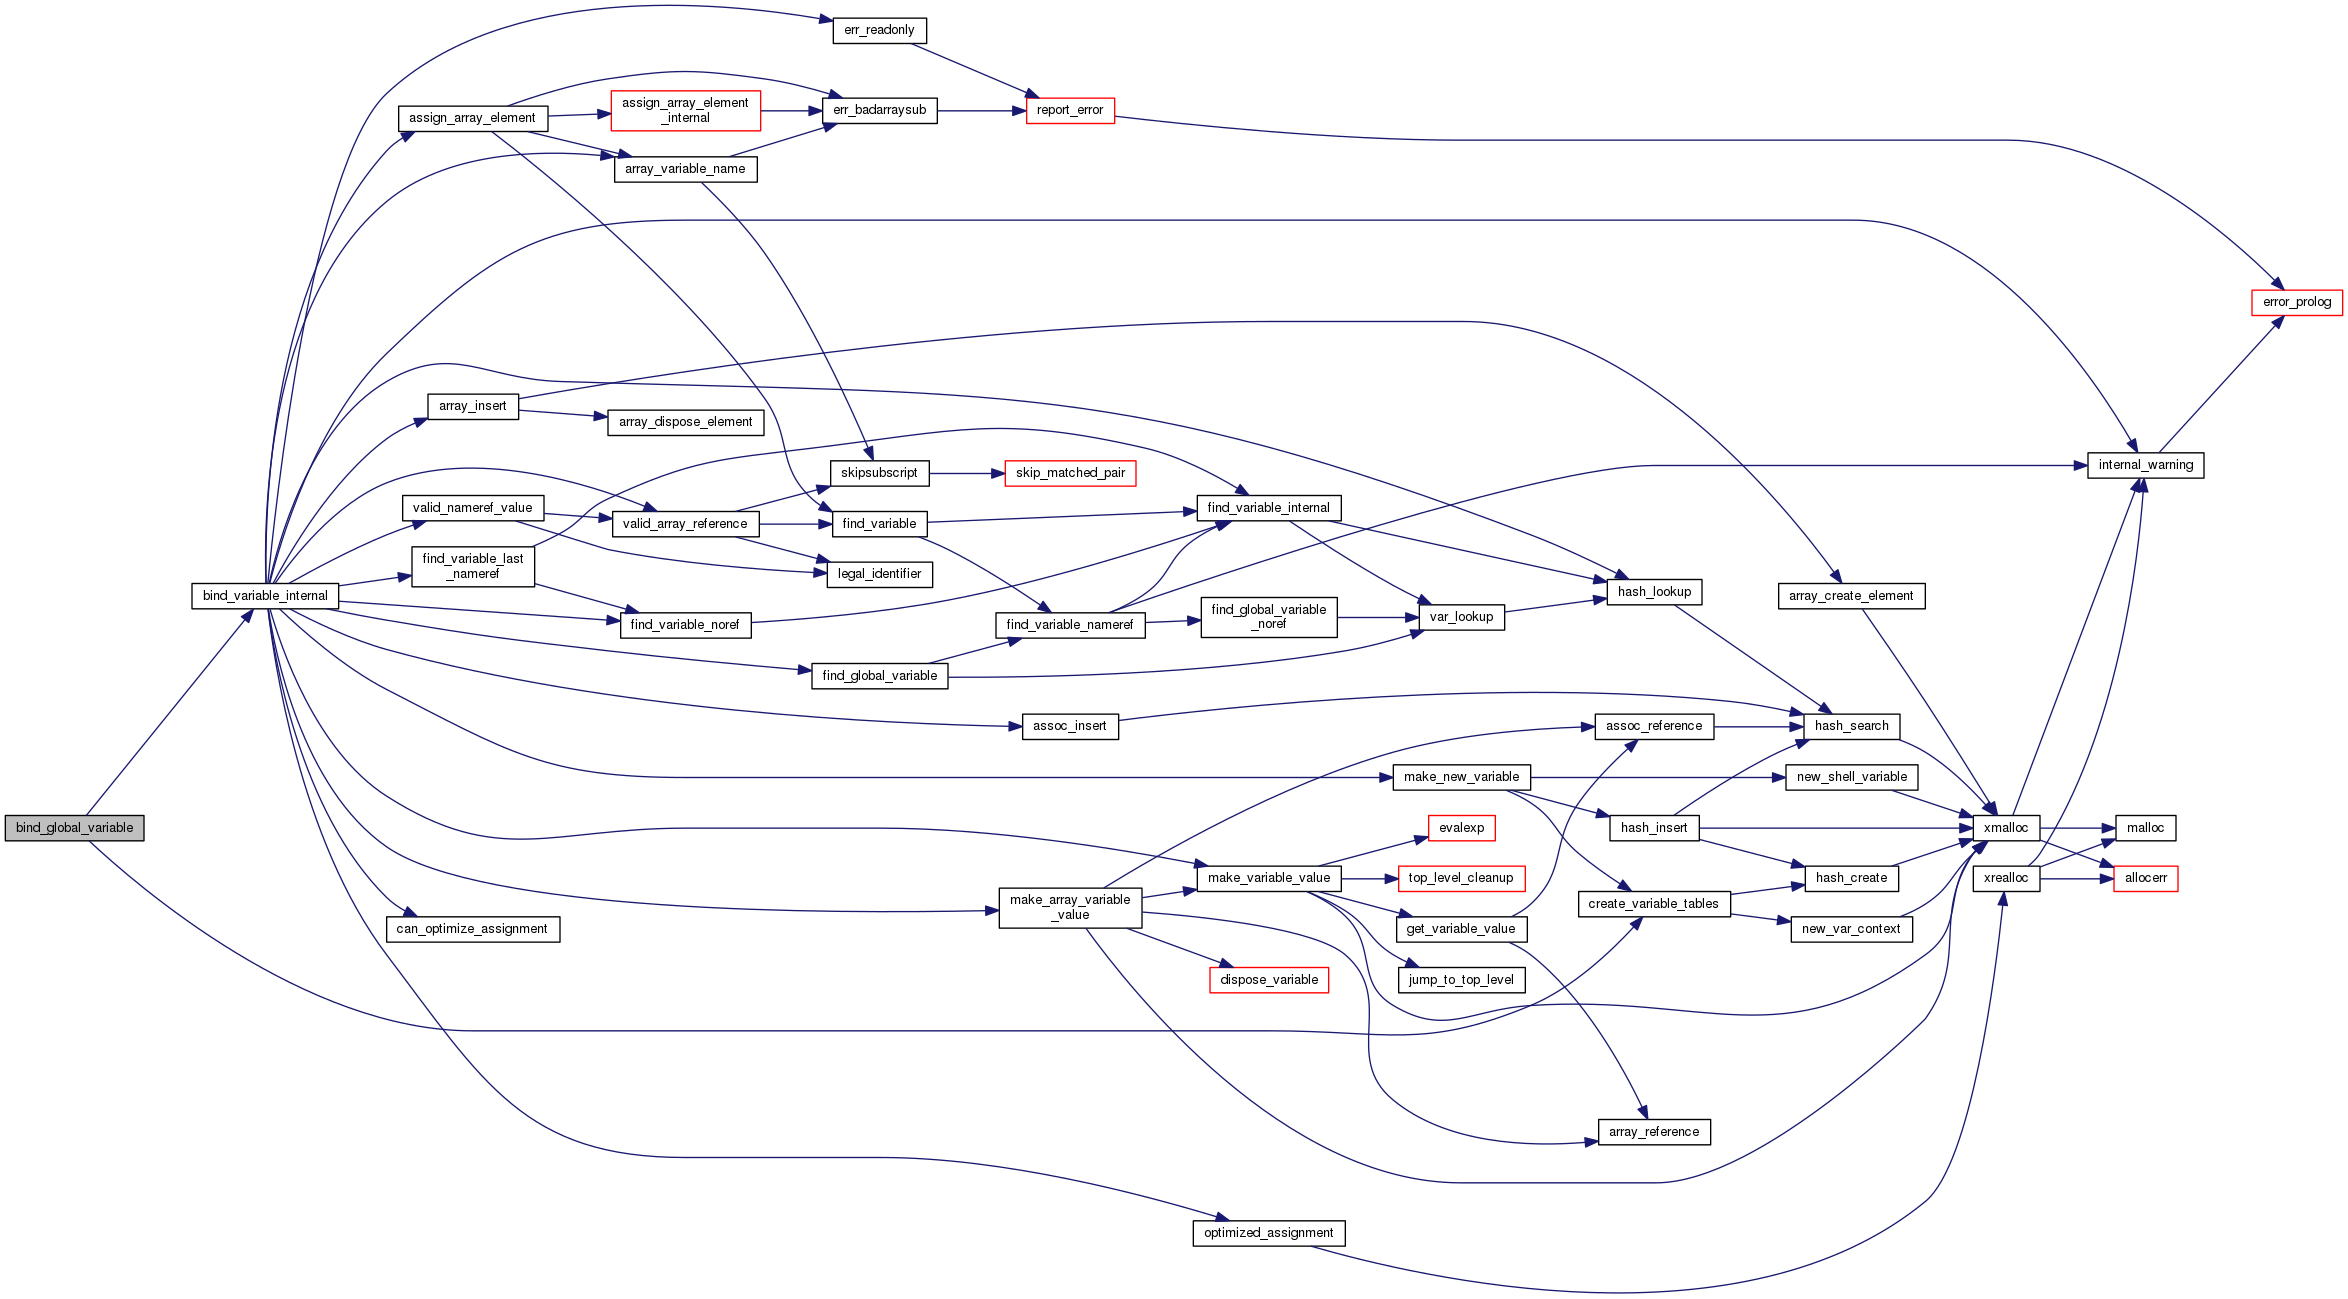 err_readonly
assign_array_element
assign_array_element
_internal
err_badarraysub
report_error
array_variable_name
error_prolog
array_insert
array_dispose_element
skipsubscript
skip_matched_pair
internal_warning
valid_nameref_value
valid_array_reference
find_variable
find_variable_internal
find_variable_last
_nameref
legal_identifier
bind_variable_internal
hash_lookup
array_create_element
find_variable_noref
find_variable_nameref
find_global_variable
_noref
var_lookup
find_global_variable
assoc_insert
assoc_reference
hash_search
make_new_variable
new_shell_variable
bind_global_variable
evalexp
hash_insert
xmalloc
malloc
make_variable_value
top_level_cleanup
hash_create
xrealloc
allocerr
make_array_variable
_value
create_variable_tables
can_optimize_assignment
get_variable_value
new_var_context
dispose_variable
jump_to_top_level
array_reference
optimized_assignment